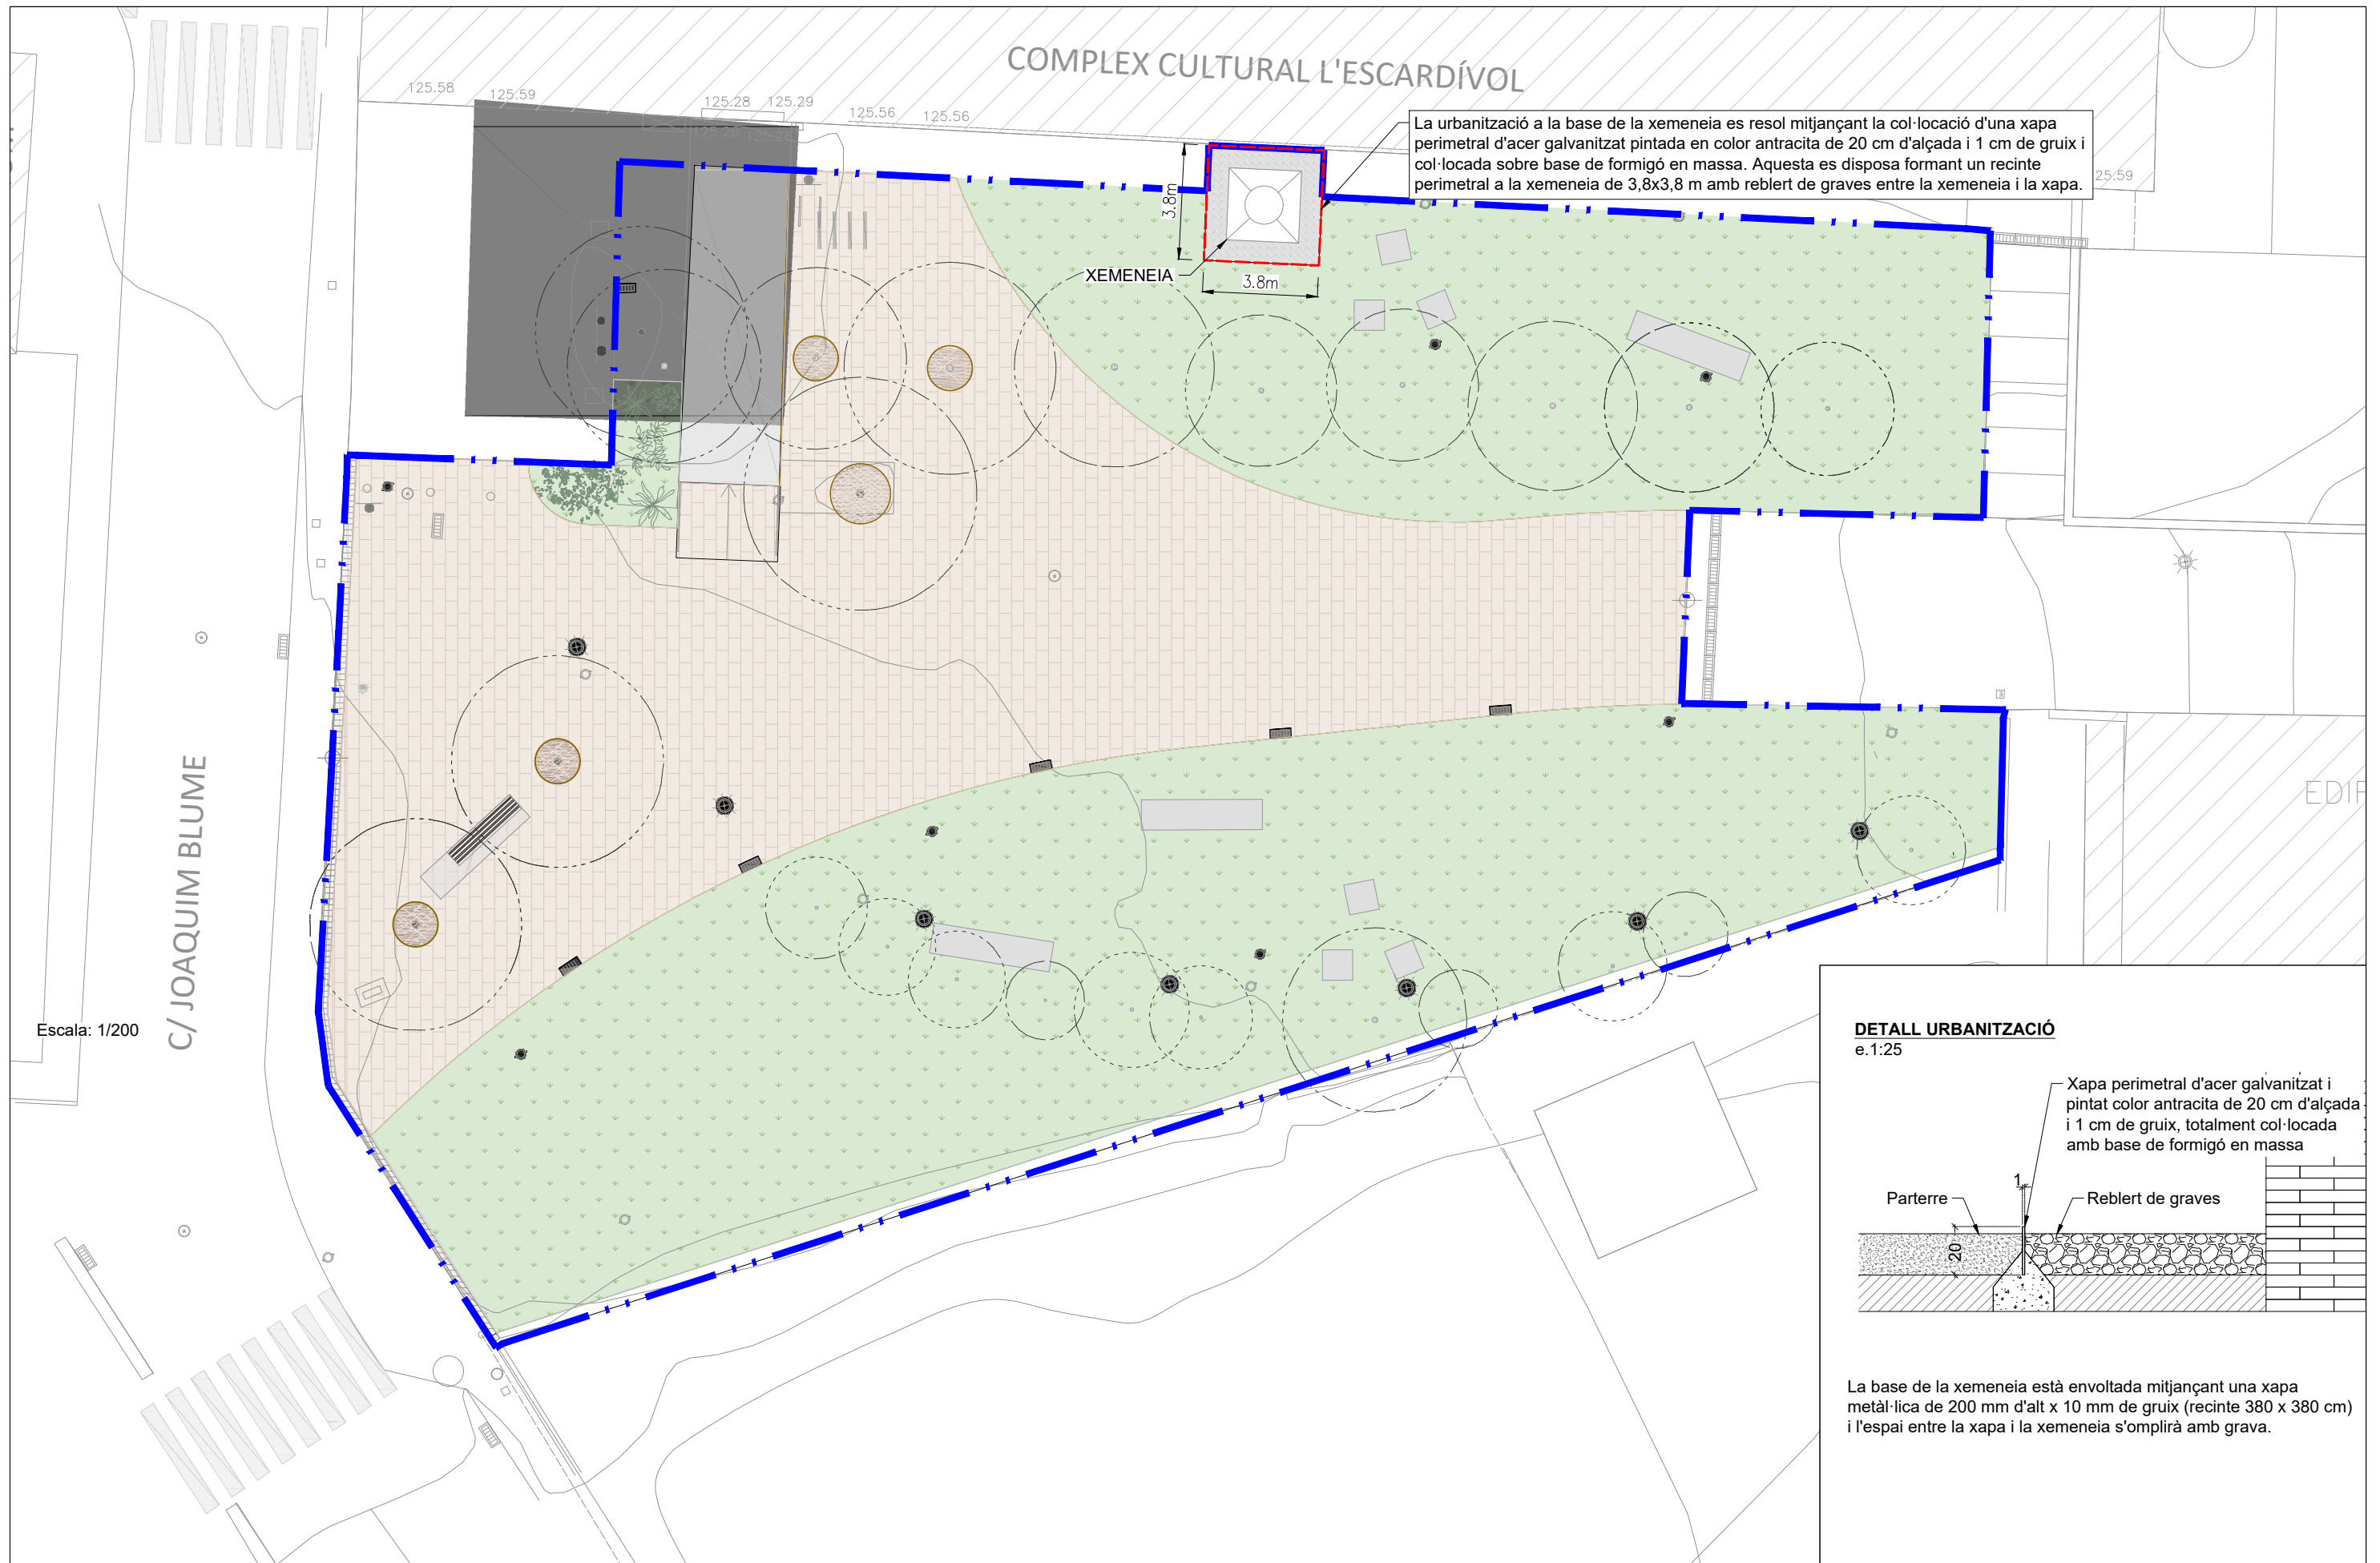 COMPLEX CULTURAL L'ESCARDÍVOL
125.58
125.59
125.28
125.29
125.56
125.56
La urbanització a la base de la xemeneia es resol mitjançant la col·locació d'una xapa
perimetral d'acer galvanitzat pintada en color antracita de 20 cm d'alçada i 1 cm de gruix i
col·locada sobre base de formigó en massa. Aquesta es disposa formant un recinte
perimetral a la xemeneia de 3,8x3,8 m amb reblert de graves entre la xemeneia i la xapa.
25.59
3.8m
XEMENEIA
3.8m
C/ JOAQUIM BLUME
EDIF
Escala: 1/200
DETALL URBANITZACIÓ
e.1:25
Xapa perimetral d'acer galvanitzat i
pintat color antracita de 20 cm d'alçada
i 1 cm de gruix, totalment col·locada
amb base de formigó en massa
1
Parterre
Reblert de graves
20
La base de la xemeneia està envoltada mitjançant una xapa
metàl·lica de 200 mm d'alt x 10 mm de gruix (recinte 380 x 380 cm)
i l'espai entre la xapa i la xemeneia s'omplirà amb grava.